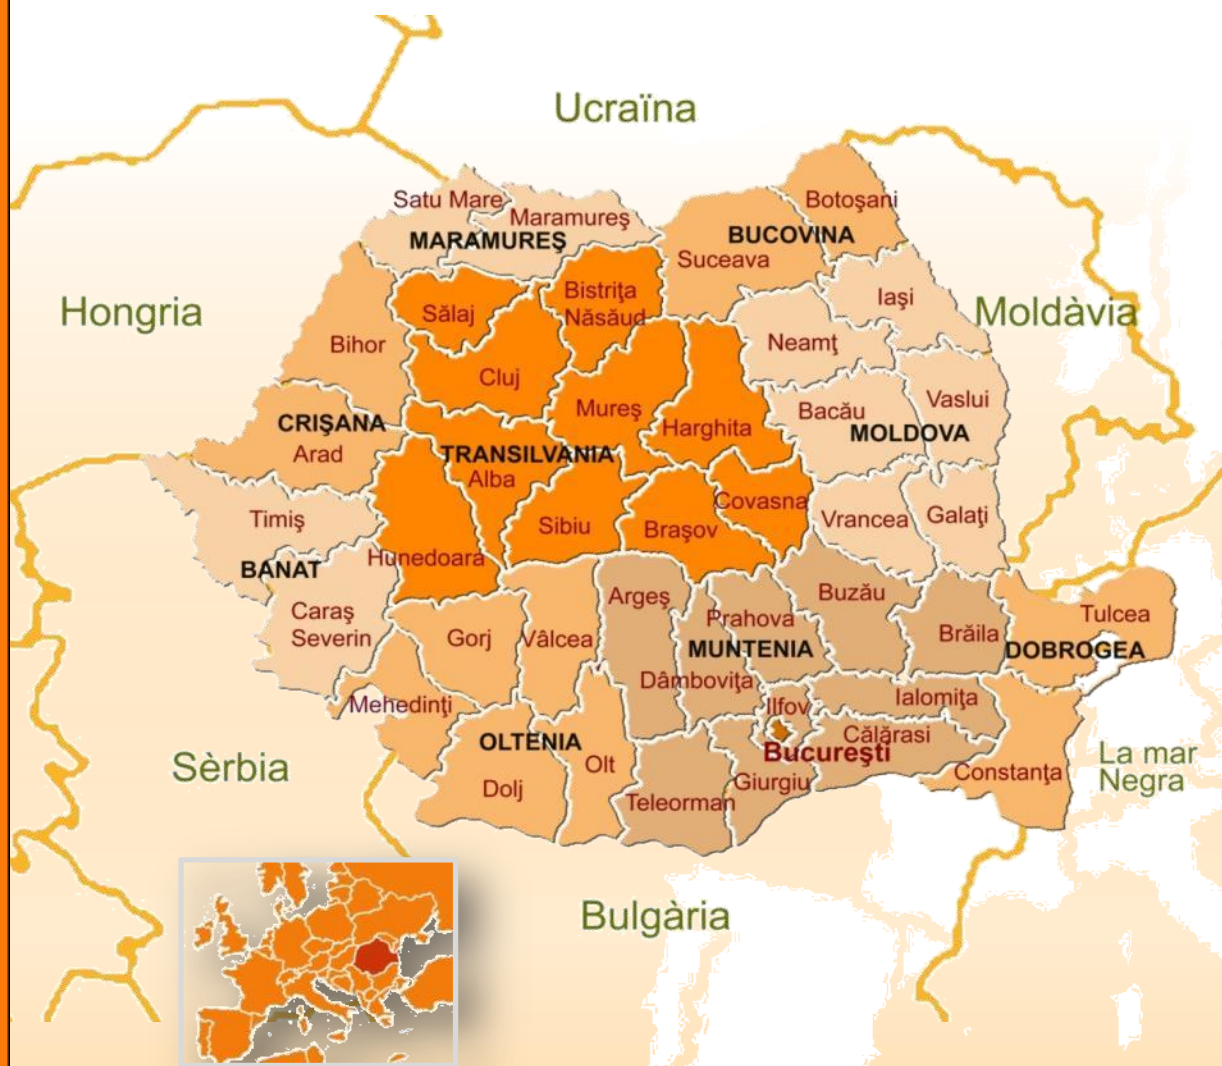 Ucraïna
Satu Mare
Maramureş
MARAMUREŞ
Botoşani
BUCOVINA
Suceava
Hongria
Bistriţa
Năsăud
Sălaj
Iaşi
Moldàvia
Neamţ
Bihor
Cluj
Mureş
Harghita
Bacău
Vaslui
MOLDOVA
CRIŞANA
Arad
TRANSILVANIA
Alba
Covasna
Timiş
Sibiu
Braşov
Vrancea
Galaţi
BANAT
Hunedoara
Caraş
Severin
Gorj
Vâlcea
Argeş
Prahova
Buzău
Brăila
Tulcea
MUNTENIA
DOBROGEA
Dâmboviţa
Mehedinţi
Ilfov
Ialomiţa
OLTENIA
Călărasi
Bucureşti
Sèrbia
Dolj
Olt
Teleorman
Giurgiu
Constanţa
La mar
Negra
Bulgària